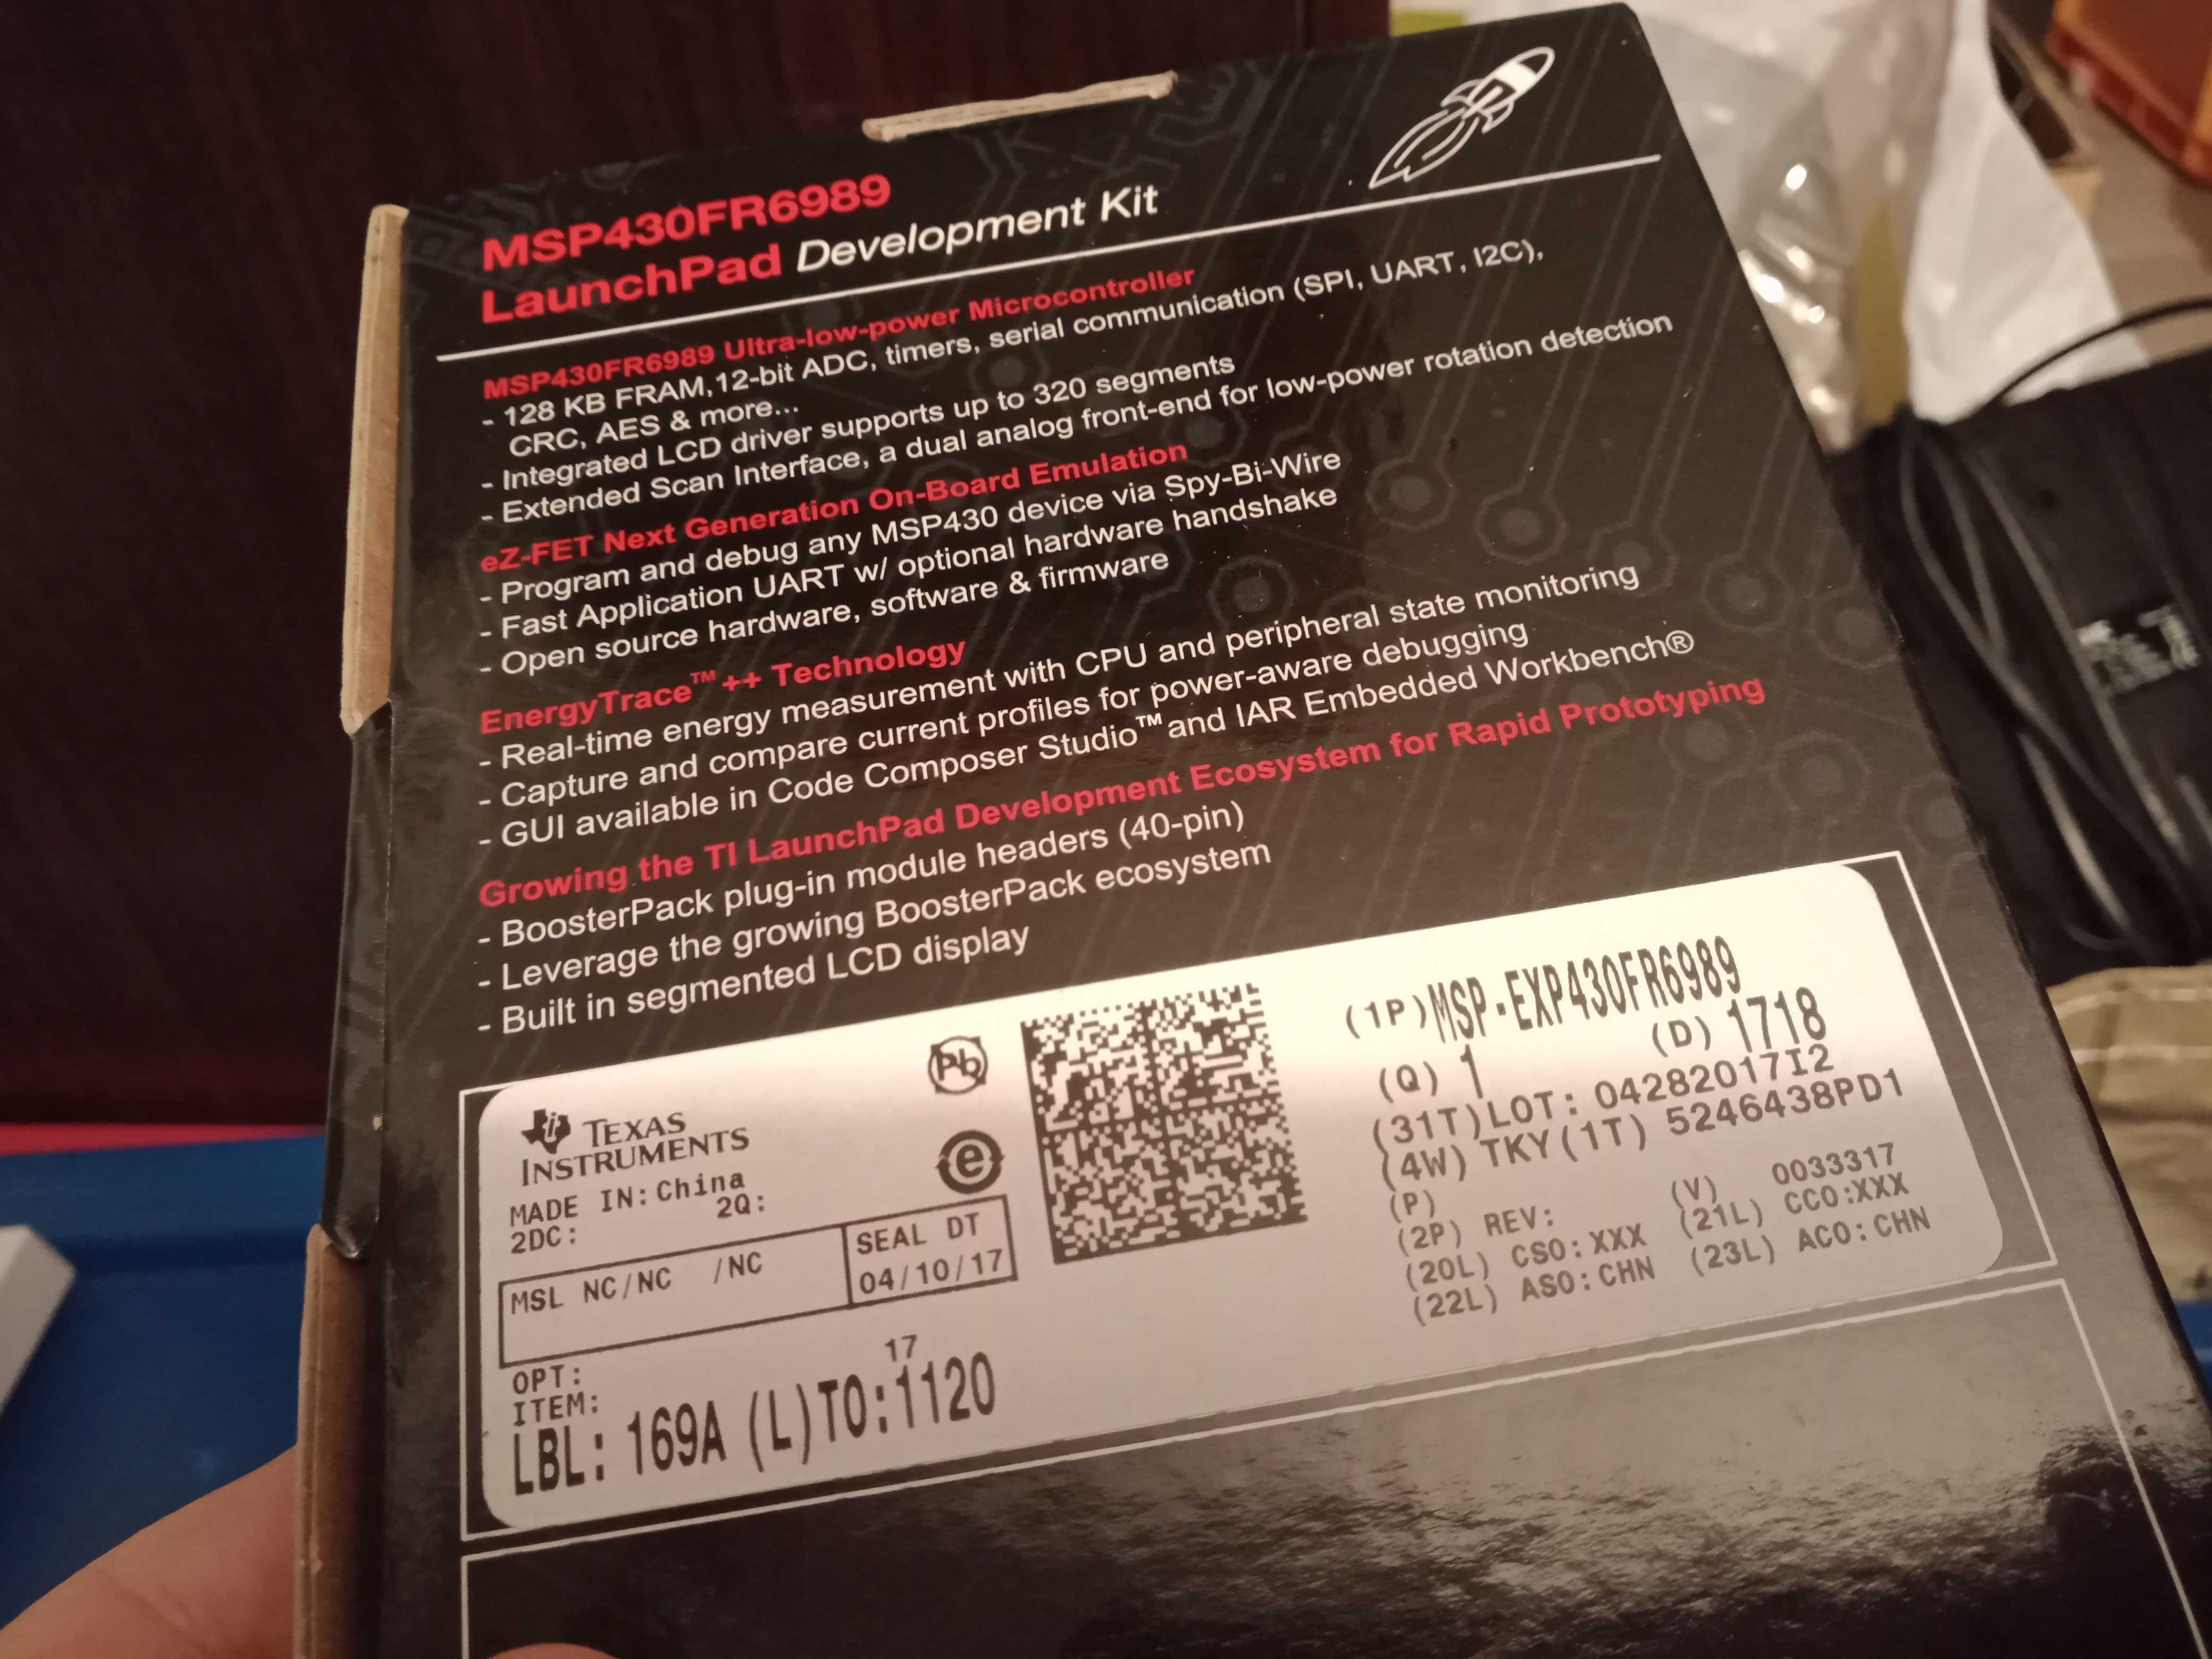 MSP430FR6989
LaunchPad Development Kit
MSP430FR6989 Ultra-low-power Microcontroller
- 128 KB FRAM, 12-bit ADC, timers, serial communication (SPI, UART, I2C),
CRC, AES & more...
- Integrated LCD driver supports up to 320 segments
- Extended Scan Interface, a dual analog front-end for low-power rotation detection
eZ-FET Next Generation On-Board Emulation
- Program and debug any MSP430 device via Spy-Bi-Wire
- Fast Application UART w/ optional hardware handshake
- Open source hardware, software & firmware
EnergyTrace™ ++ Technology
- Real-time energy measurement with CPU and peripheral state monitoring
- Capture and compare current profiles for power-aware debugging
- GUI available in Code Composer Studio™ and IAR Embedded Workbench®
Growing the TI LaunchPad Development Ecosystem for Rapid Prototyping
- BoosterPack plug-in module headers (40-pin)
- Leverage the growing BoosterPack ecosystem
- Built in segmented LCD display
TEXAS
INSTRUMENTS
MADE IN: China
2DC: 2Q:
MSL NC/NC /NC
SEAL DT
04/10/17
OPT:
ITEM:
17
LBL: 169A (L)TO:1120
Pb
e
(1P)MSP-EXP430FR6989
(Q) 1 (D) 1718
(31T)LOT: 04282017I2
(4W) TKY(1T) 5246438PD1
(P)
(2P) REV: (V) 0033317
(20L) CSO:XXX (21L) CCO:XXX
(22L) ASO:CHN (23L) ACO:CHN